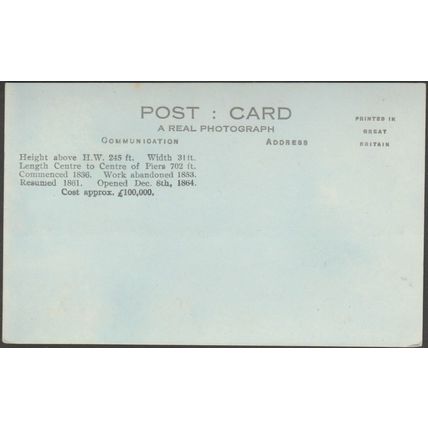 POST : CARD
A REAL PHOTOGRAPH
COMMUNICATION
ADDRESS
PRINTED IN
GREAT
BRITAIN
Height above H.W. 245 ft. Width 31 ft.
Length Centre to Centre of Piers 702 ft.
Commenced 1836. Work abandoned 1853.
Resumed 1861. Opened Dec. 8th, 1864.
Cost approx. £100,000.